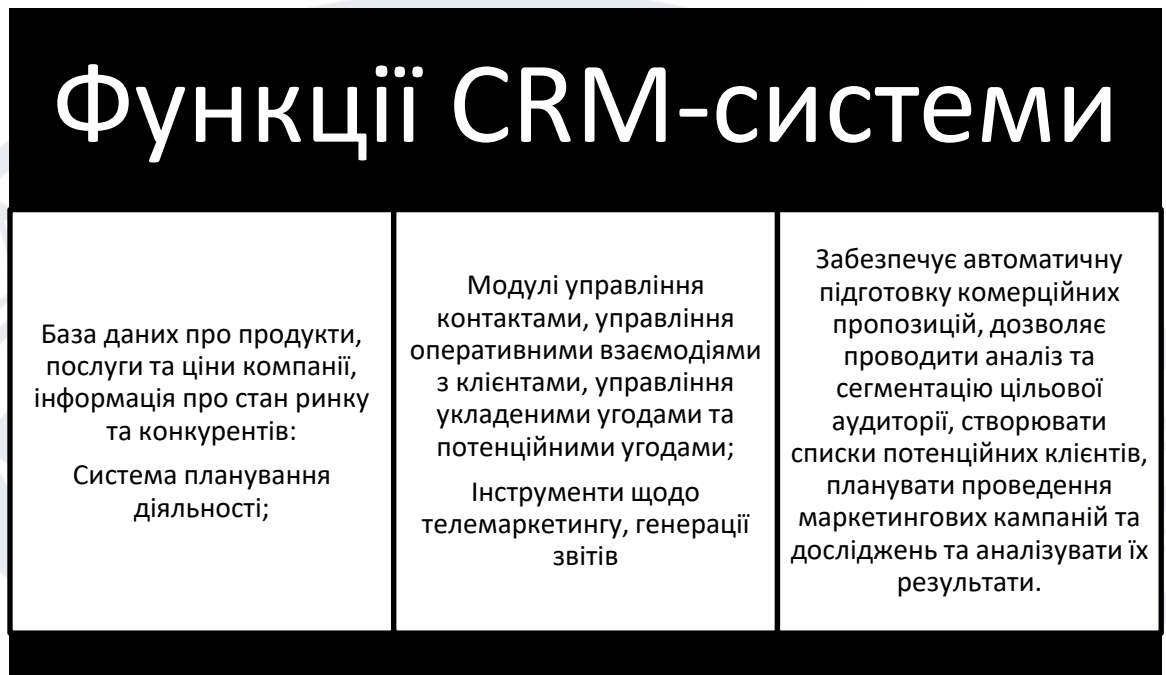 Функції CRM-системи
База даних про продукти,
послуги та ціни компанії,
інформація про стан ринку
та конкурентів:
Система планування
діяльності;
Модулі управління
контактами, управління
оперативними взаємодіями
з клієнтами, управління
укладеними угодами та
потенційними угодами;
Інструменти щодо
телемаркетингу, генерації
звітів
Забезпечує автоматичну
підготовку комерційних
пропозицій, дозволяє
проводити аналіз та
сегментацію цільової
аудиторії, створювати
списки потенційних клієнтів,
планувати проведення
маркетингових кампаній та
досліджень та аналізувати їх
результати.